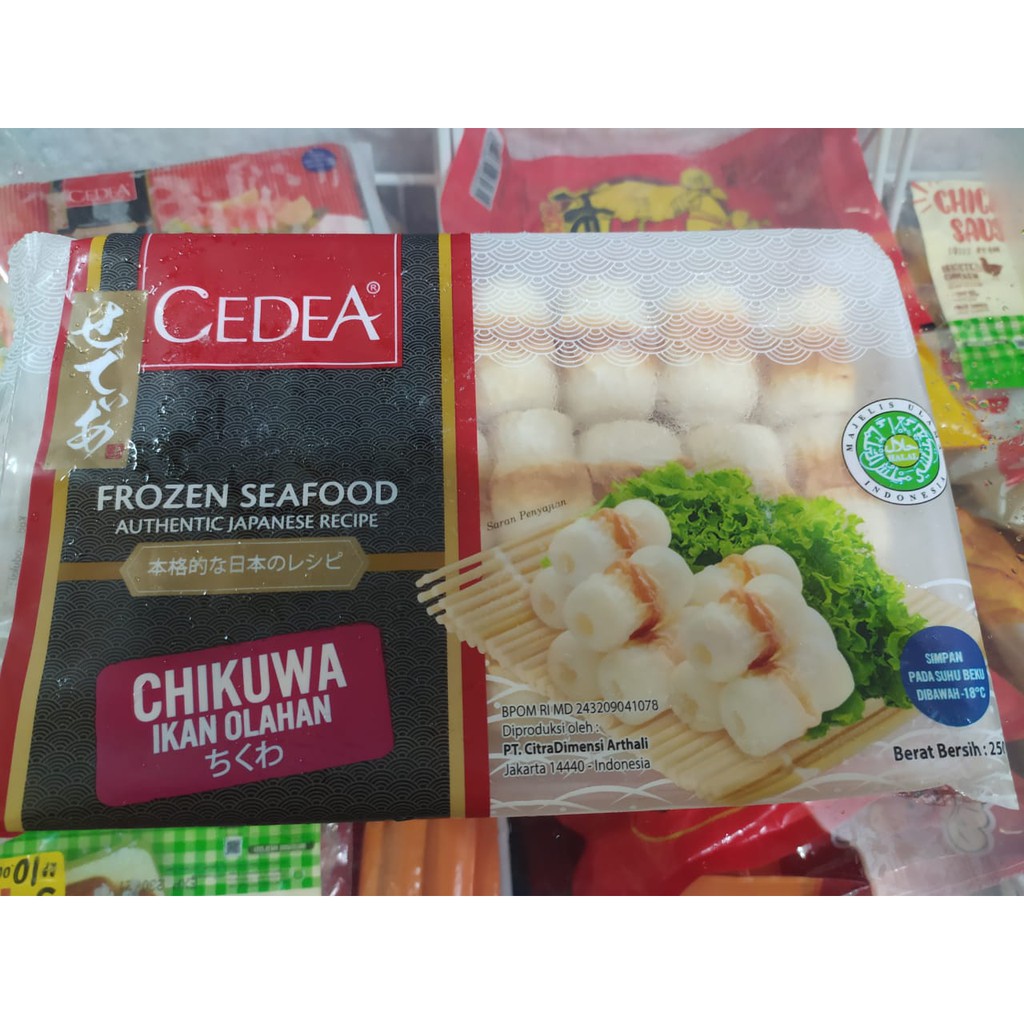 CEDEA
CEDEA®
せでぃあ
FROZEN SEAFOOD
AUTHENTIC JAPANESE RECIPE
本格的な日本のレシピ
CHIKUWA
IKAN OLAHAN
ちくわ
Saran Penyajian
MAJELIS ULA
HALAL
INDONESIA
SIMPAN
PADA SUHU BEKU
DIBAWAH -18°C
BPOM RI MD 243209041078
Diproduksi oleh :
PT. CitraDimensi Arthali
Jakarta 14440 - Indonesia
Berat Bersih : 25
CHIC